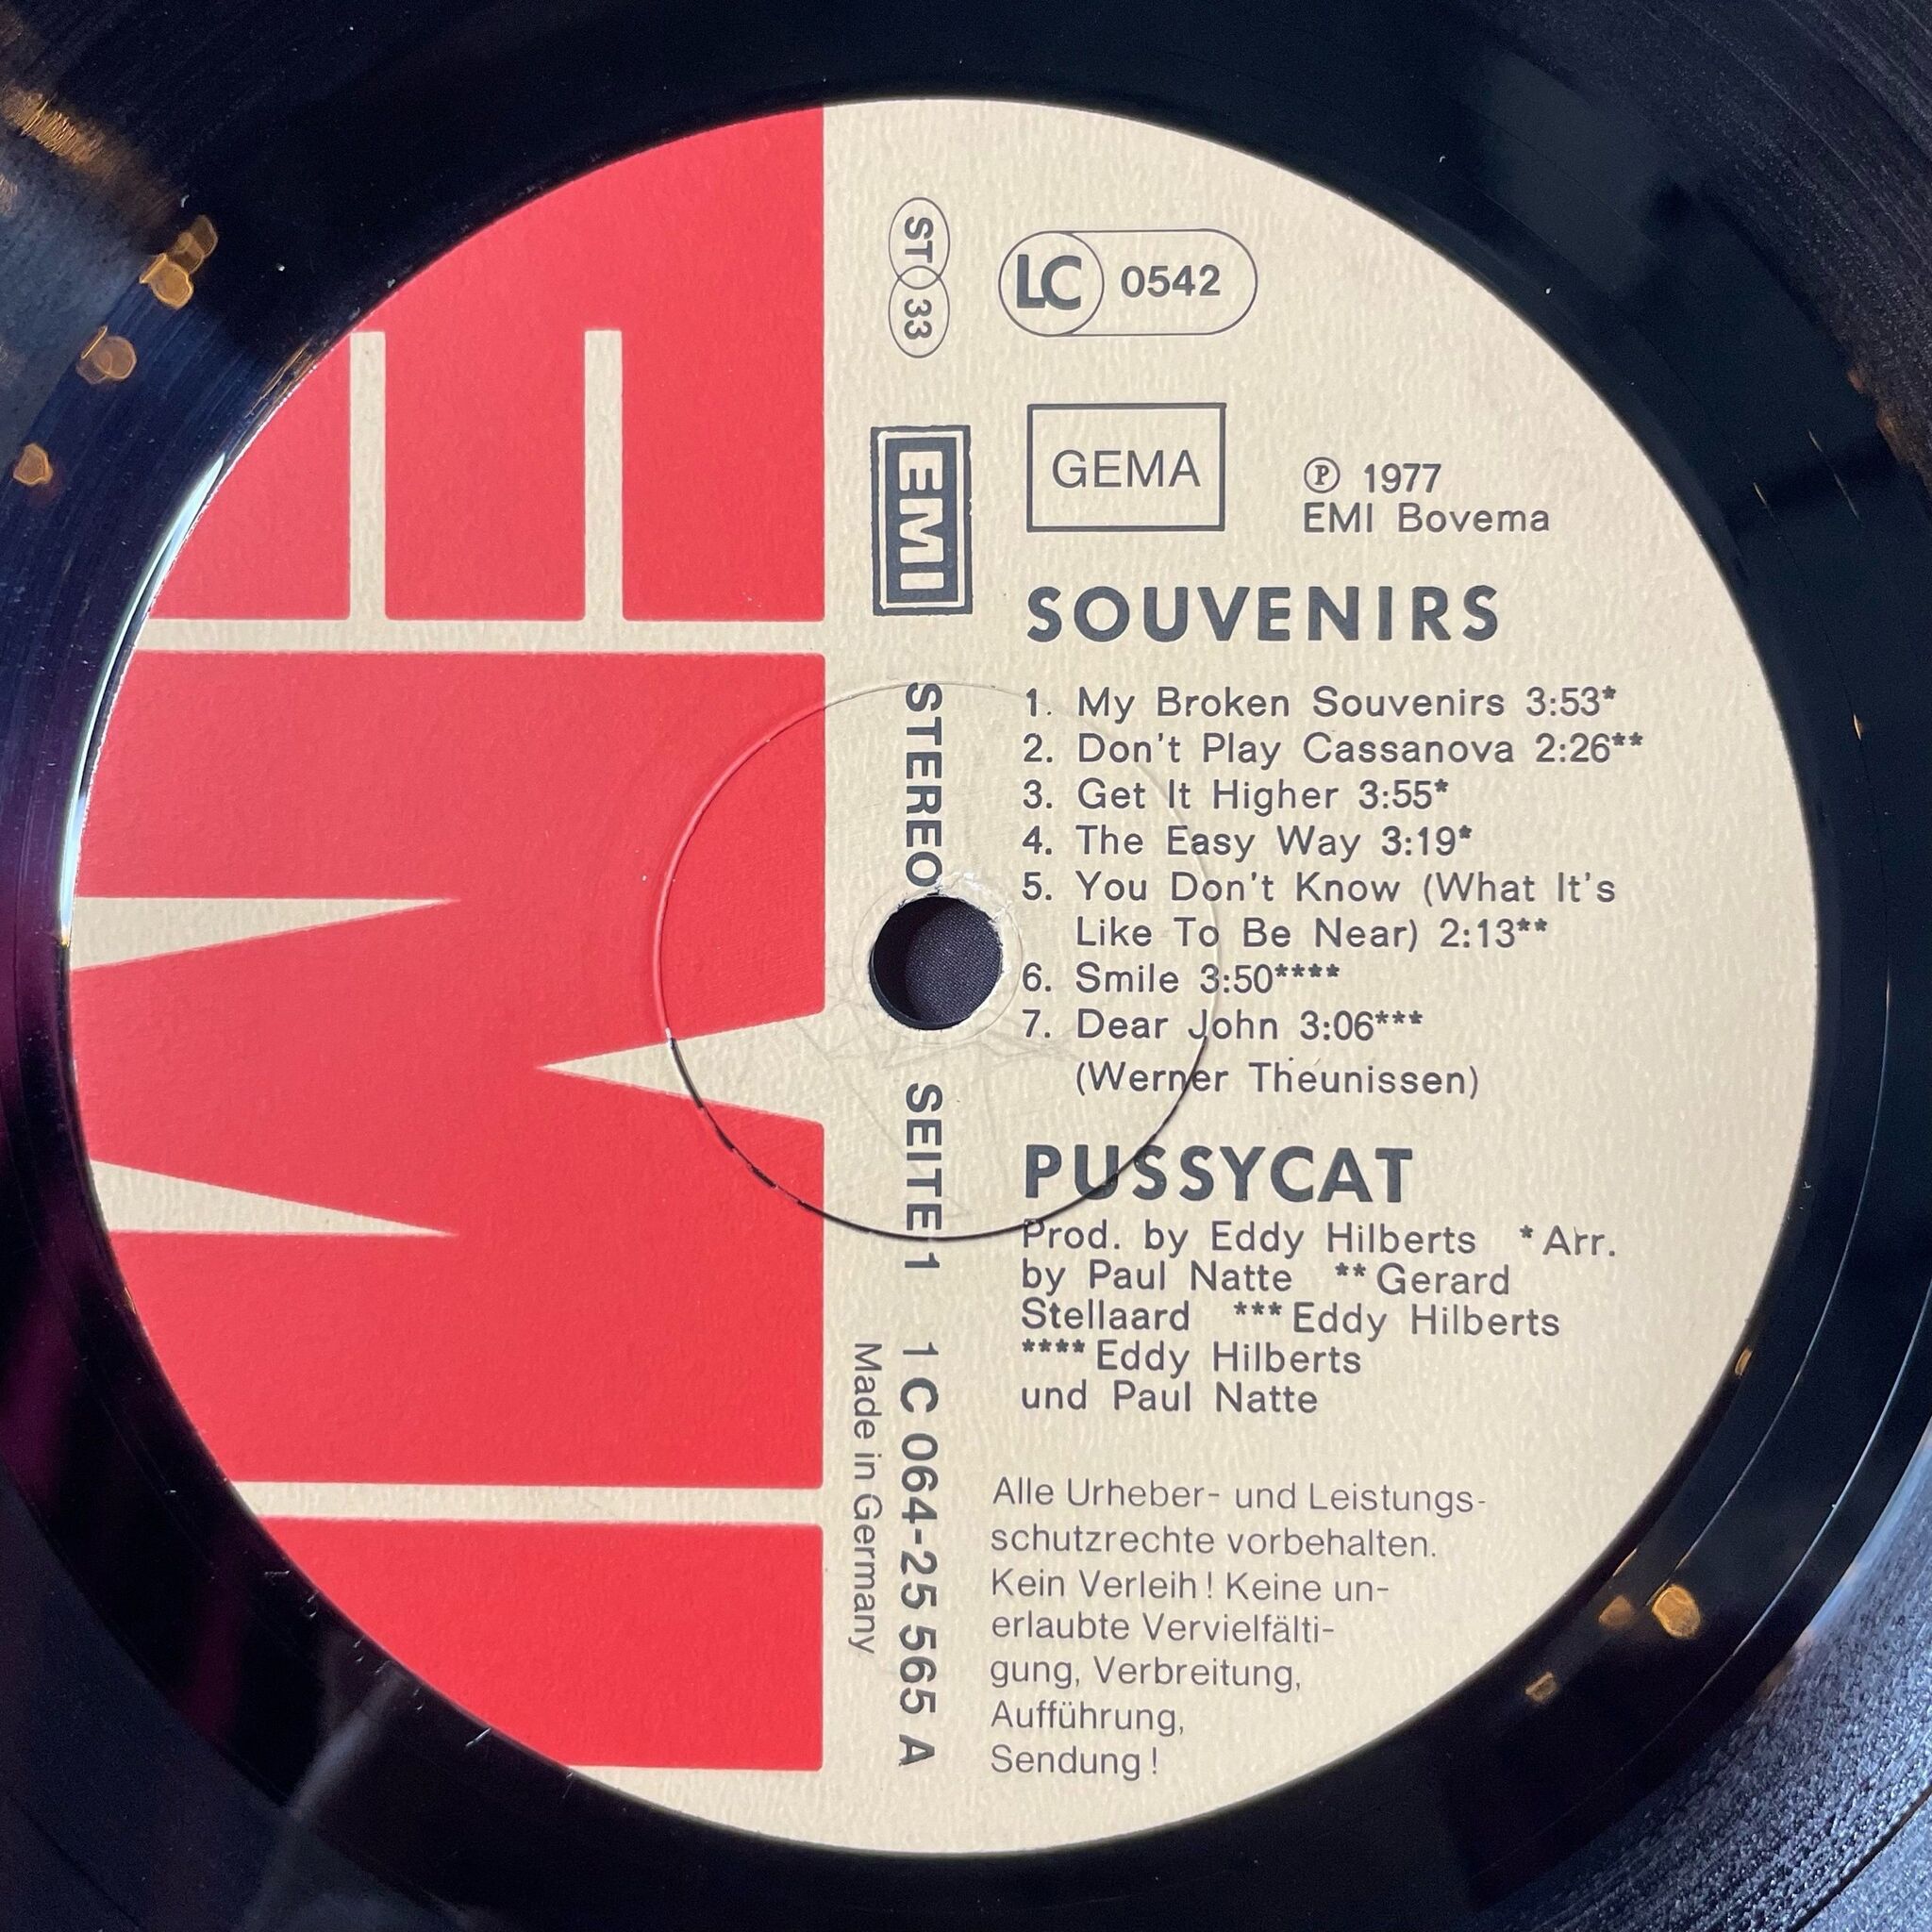 ST 33
LC 0542
EMI
GEMA
Ⓟ 1977
EMI Bovema
SOUVENIRS
1. My Broken Souvenirs 3:53*
2. Don't Play Cassanova 2:26**
3. Get It Higher 3:55*
4. The Easy Way 3:19*
5. You Don't Know (What It's
Like To Be Near) 2:13**
6. Smile 3:50****
7. Dear John 3:06***
(Werner Theunissen)
PUSSYCAT
Prod. by Eddy Hilberts *Arr.
by Paul Natte **Gerard
Stellaard ***Eddy Hilberts
****Eddy Hilberts
und Paul Natte
STEREO SEITE 1 1 C 064-25 565 A
Made in Germany
Alle Urheber- und Leistungs-
schutzrechte vorbehalten.
Kein Verleih! Keine un-
erlaubte Vervielfälti-
gung, Verbreitung,
Aufführung,
Sendung!